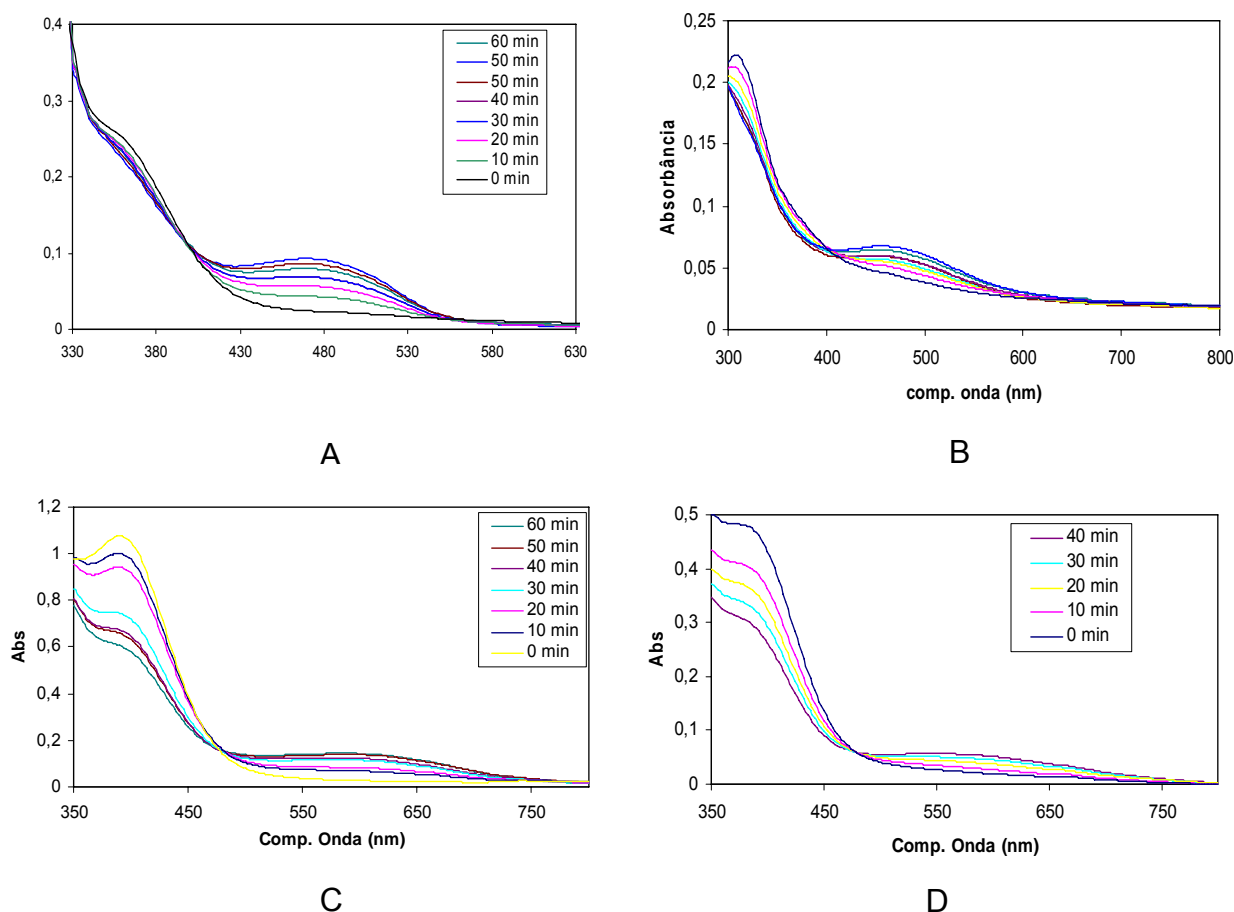 0,4
0,3
0,2
0,1
0
330 380 430 480 530 580 630
60 min
50 min
50 min
40 min
30 min
20 min
10 min
0 min
A
Absorbância
0,25
0,2
0,15
0,1
0,05
0
300 400 500 600 700 800
comp. onda (nm)
B
Abs
1,2
1
0,8
0,6
0,4
0,2
0
350 450 550 650 750
Comp. Onda (nm)
60 min
50 min
40 min
30 min
20 min
10 min
0 min
C
Abs
0,5
0,4
0,3
0,2
0,1
0
350 450 550 650 750
Comp. Onda (nm)
40 min
30 min
20 min
10 min
0 min
D